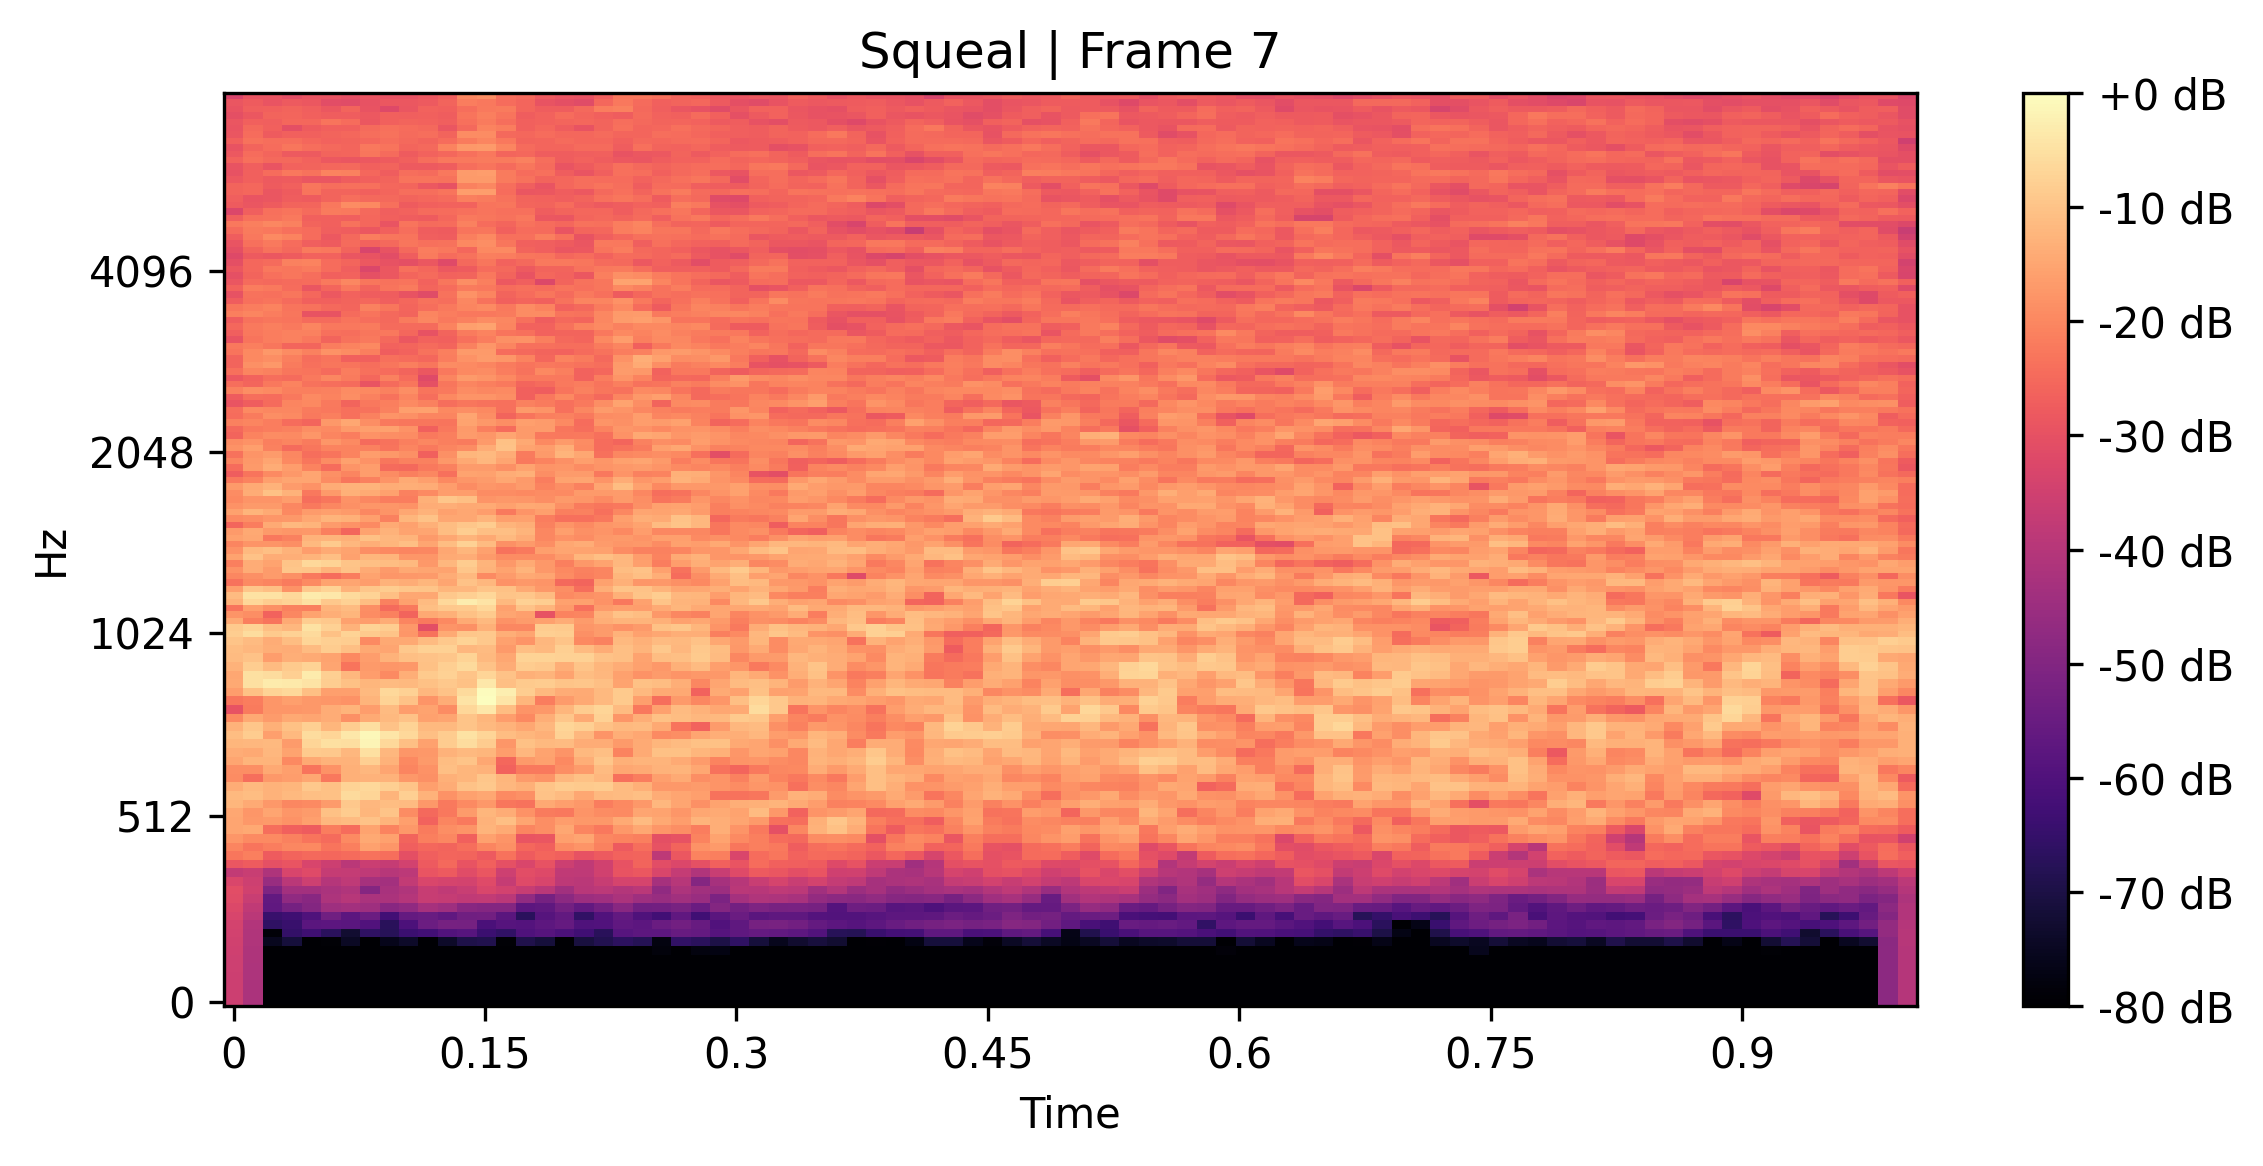 Squeal | Frame 7
Hz
4096
2048
1024
512
0
0 0.15 0.3 0.45 0.6 0.75 0.9
Time
+0 dB
-10 dB
-20 dB
-30 dB
-40 dB
-50 dB
-60 dB
-70 dB
-80 dB